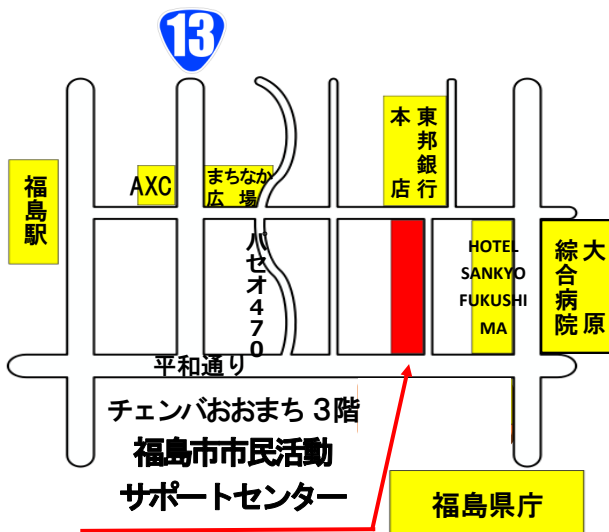 13
福島駅
AXC
まちなか
広場
東邦銀行
本店
パセオ４７０
HOTEL
SANKYO
FUKUSHI
MA
大原
綜合病院
平和通り
チェンバおおまち ３階
福島市市民活動
サポートセンター
福島県庁